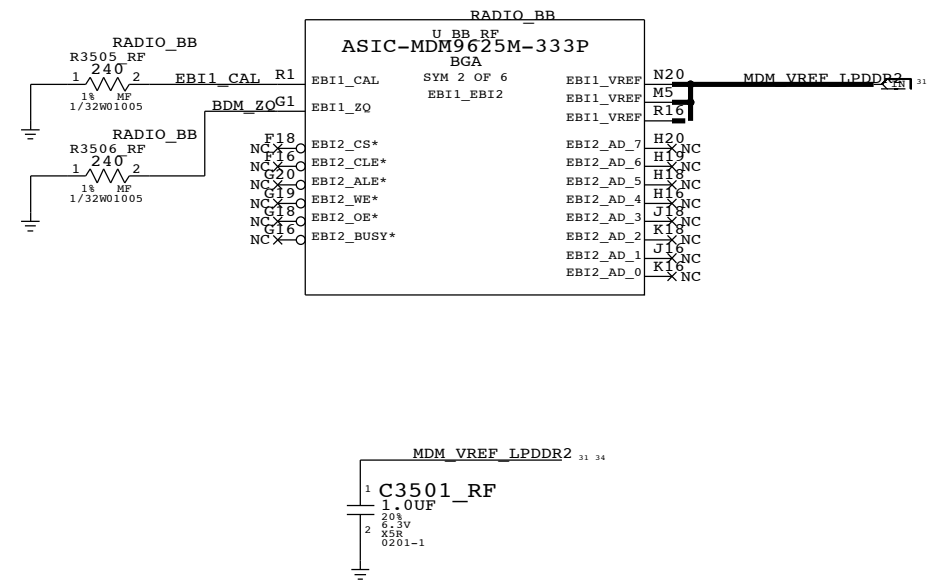 RADIO_BB
U_BB_RF
ASIC-MDM9625M-333P
BGA
SYM 2 OF 6
EBI1_EBI2
RADIO_BB
R3505_RF
1 240 2
1% MF
1/32W01005
EBI1_CAL R1
EBI1_CAL
BDM_ZQ G1
EBI1_ZQ
RADIO_BB
R3506_RF
1 240 2
1% MF
1/32W01005
NC F18 EBI2_CS*
NC F16 EBI2_CLE*
NC G20 EBI2_ALE*
NC G19 EBI2_WE*
NC G18 EBI2_OE*
NC G16 EBI2_BUSY*
EBI1_VREF N20 MDM_VREF_LPDDR2 IN 31
EBI1_VREF M5
EBI1_VREF R16
EBI2_AD_7 H20 NC
EBI2_AD_6 H19 NC
EBI2_AD_5 H18 NC
EBI2_AD_4 H16 NC
EBI2_AD_3 J18 NC
EBI2_AD_2 K18 NC
EBI2_AD_1 J16 NC
EBI2_AD_0 K16 NC
MDM_VREF_LPDDR2 31 34
1 C3501_RF
1.0UF
20%
6.3V
2 X5R
0201-1